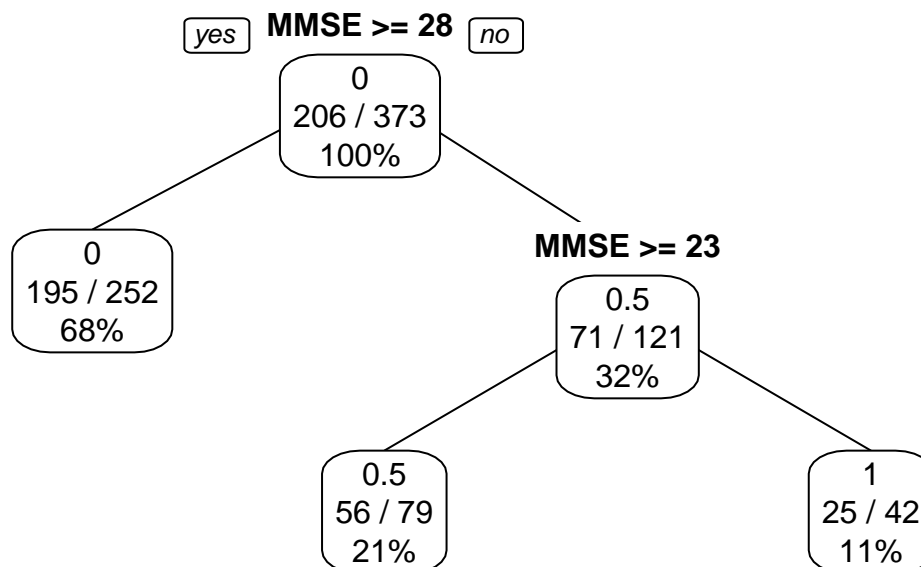 yes MMSE >= 28 no
0
206 / 373
100%
0
195 / 252
68%
MMSE >= 23
0.5
71 / 121
32%
0.5
56 / 79
21%
1
25 / 42
11%